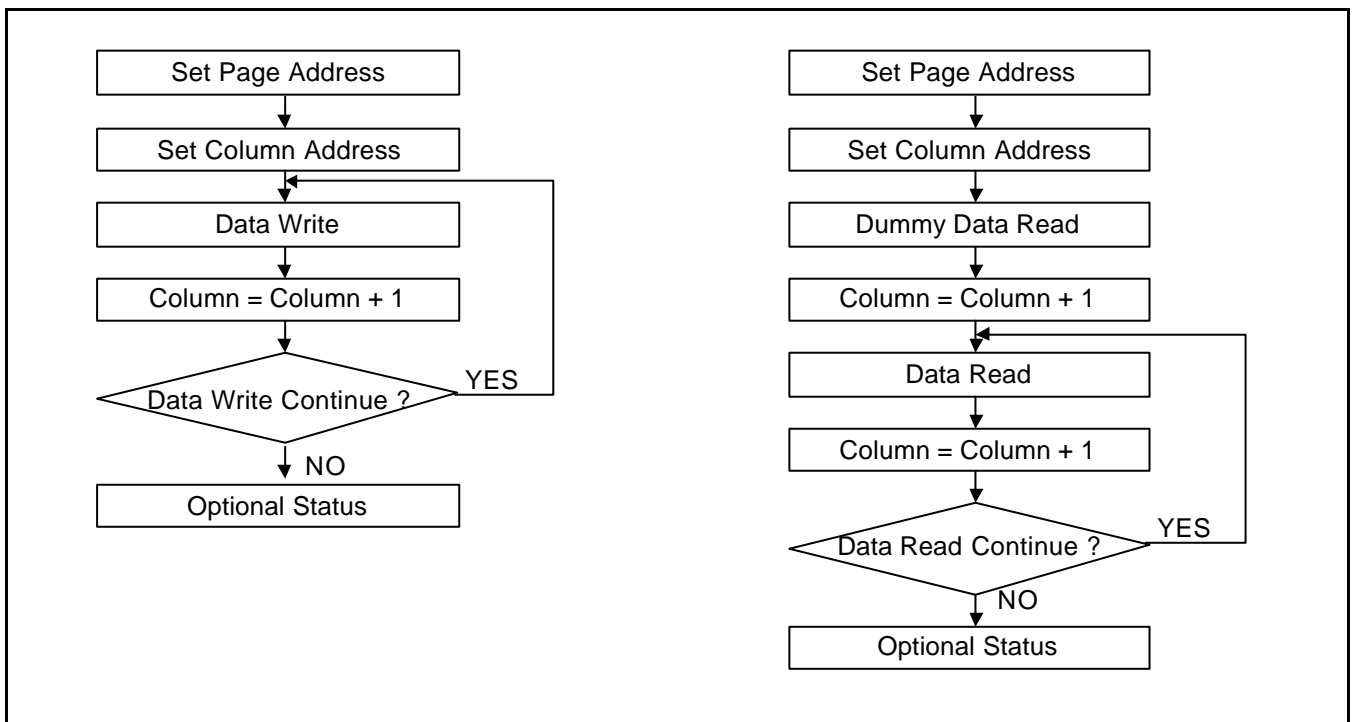 Set Page Address
Set Column Address
Data Write
Column = Column + 1
Data Write Continue ?
YES
NO
Optional Status
Set Page Address
Set Column Address
Dummy Data Read
Column = Column + 1
Data Read
Column = Column + 1
Data Read Continue ?
YES
NO
Optional Status